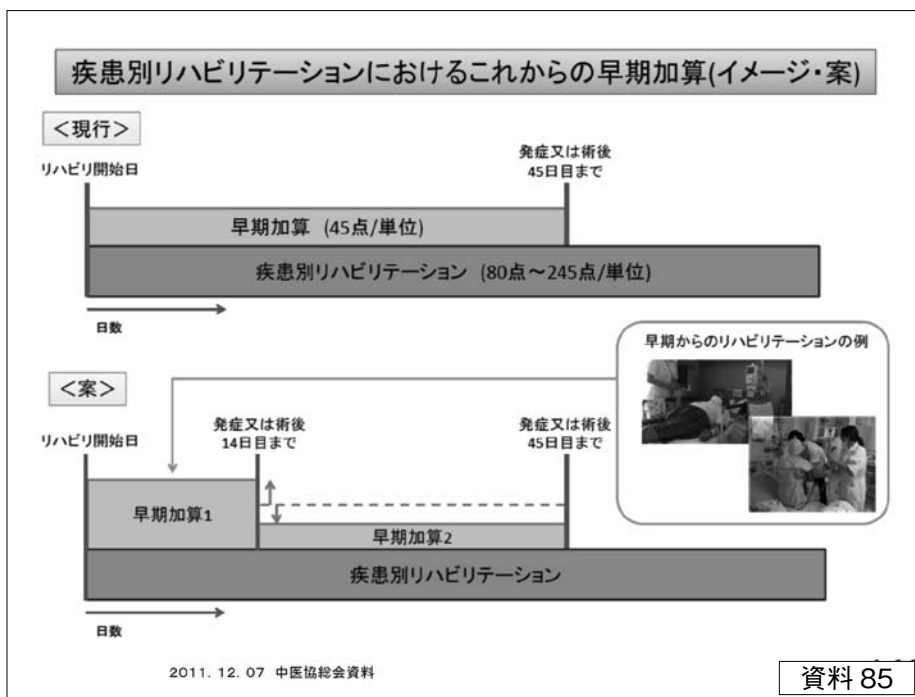 疾患別リハビリテーションにおけるこれからの早期加算(イメージ・案)
＜現行＞
リハビリ開始日
発症又は術後
45日目まで
早期加算 (45点/単位)
疾患別リハビリテーション (80点～245点/単位)
日数
早期からのリハビリテーションの例
＜案＞
リハビリ開始日
発症又は術後
14日目まで
発症又は術後
45日目まで
早期加算1
早期加算2
疾患別リハビリテーション
日数
2011. 12. 07 中医協総会資料
資料 85